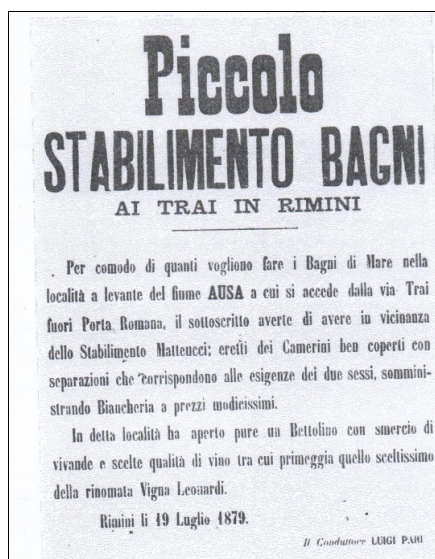 Piccolo
STABILIMENTO BAGNI
AI TRAI IN RIMINI
Per comodo di quanti vogliono fare i Bagni di Mare nella
località a levante del fiume AUSA a cui si accede dalla via Trai
fuori Porta Romana, il sottoscritto averte di avere in vicinanza
dello Stabilimento Matteucci; eretti dei Camerini ben coperti con
separazioni che corrispondono alle esigenze dei due sessi, sommini-
strando Biancheria a prezzi modicissimi.
In detta località ha aperto pure un Bettolino con smercio di
vivande e scelte qualità di vino tra cui primeggia quello sceltissimo
della rinomata Vigna Leonardi.
Rimini li 19 Luglio 1879.
Il Conduttore LUIGI PARI